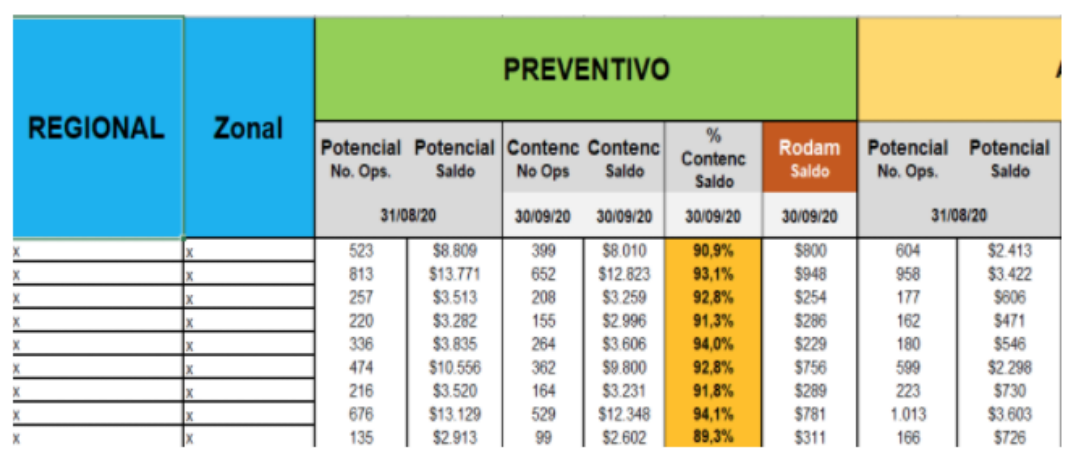 REGIONAL Zonal PREVENTIVO
Potencial No. Ops. Potencial Saldo Contenc No Ops Contenc Saldo % Contenc Saldo Rodam Saldo Potencial No. Ops. Potencial Saldo
31/08/20 30/09/20 30/09/20 30/09/20 30/09/20 31/08/20
x x 523 $8.809 399 $8.010 90,9% $800 604 $2.413
x x 813 $13.771 652 $12.823 93,1% $948 958 $3.422
x x 257 $3.513 208 $3.259 92,8% $254 177 $606
x x 220 $3.282 155 $2.996 91,3% $286 162 $471
x x 336 $3.835 264 $3.606 94,0% $229 180 $546
x x 474 $10.556 362 $9.800 92,8% $756 599 $2.298
x x 216 $3.520 164 $3.231 91,8% $289 223 $730
x x 676 $13.129 529 $12.348 94,1% $781 1.013 $3.603
x x 135 $2.913 99 $2.602 89,3% $311 166 $726